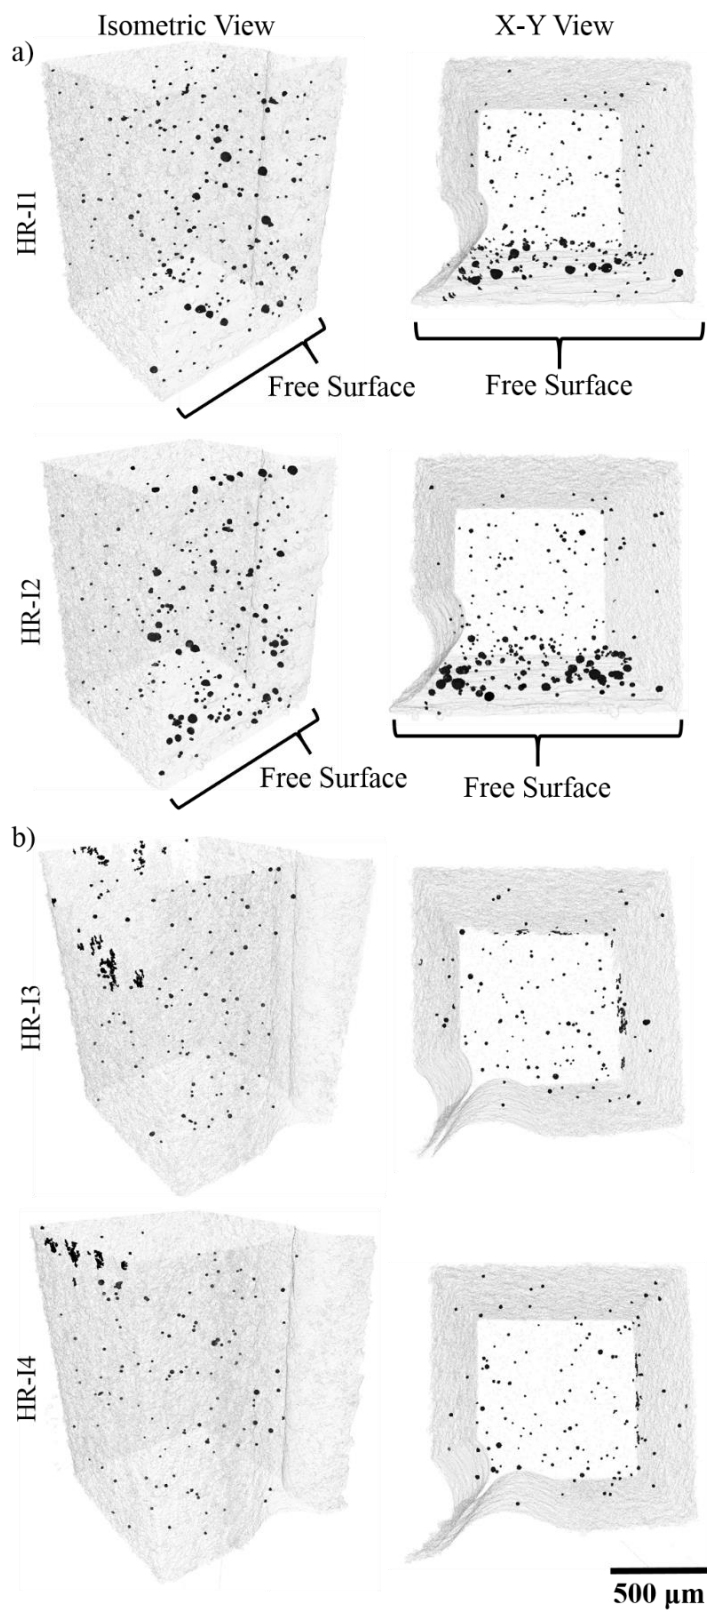 Isometric View
X-Y View
a)
HR-I1
Free Surface
Free Surface
HR-I2
Free Surface
Free Surface
b)
HR-I3
HR-I4
500 µm